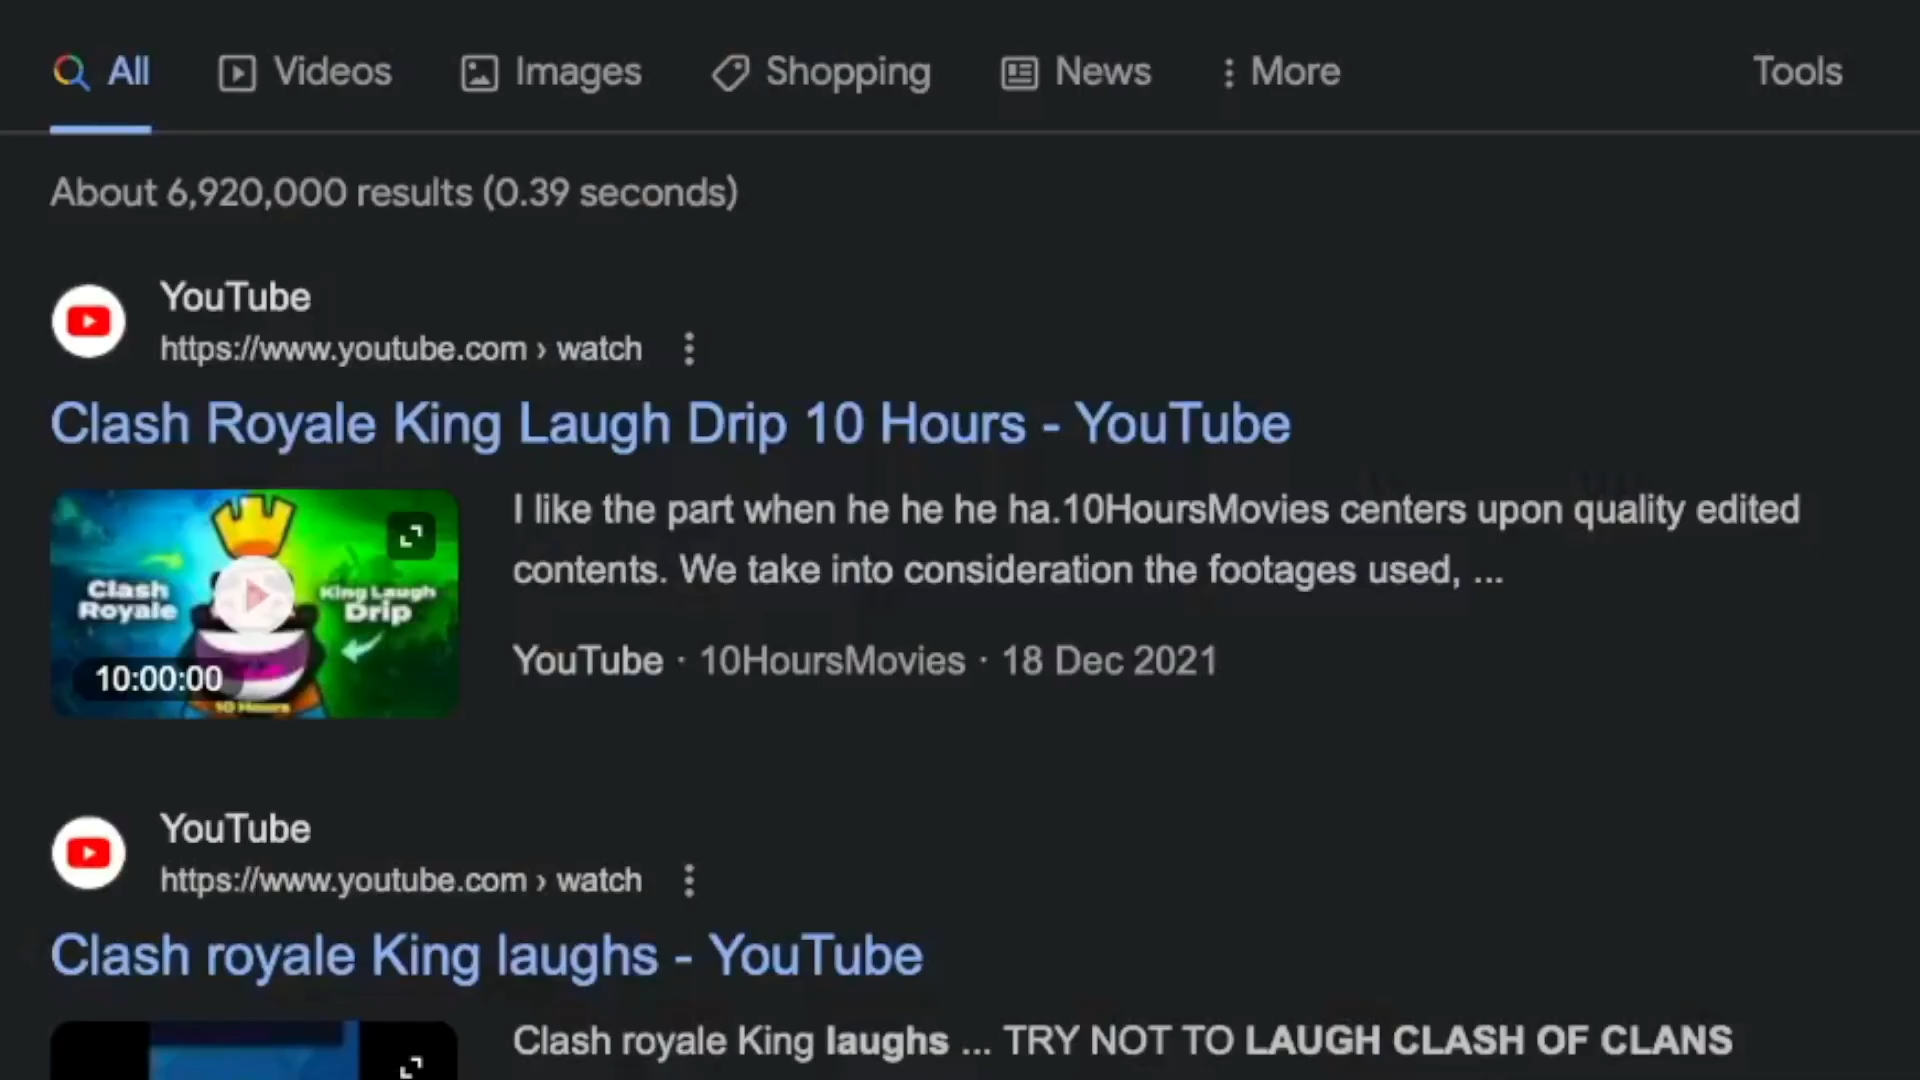 All Videos Images Shopping News More Tools
About 6,920,000 results (0.39 seconds)
YouTube
https://www.youtube.com › watch
Clash Royale King Laugh Drip 10 Hours - YouTube
Clash
Royale
King Laugh
Drip
10:00:00
10 Hours
I like the part when he he he ha.10HoursMovies centers upon quality edited
contents. We take into consideration the footages used, ...
YouTube · 10HoursMovies · 18 Dec 2021
YouTube
https://www.youtube.com › watch
Clash royale King laughs - YouTube
Clash royale King laughs ... TRY NOT TO LAUGH CLASH OF CLANS